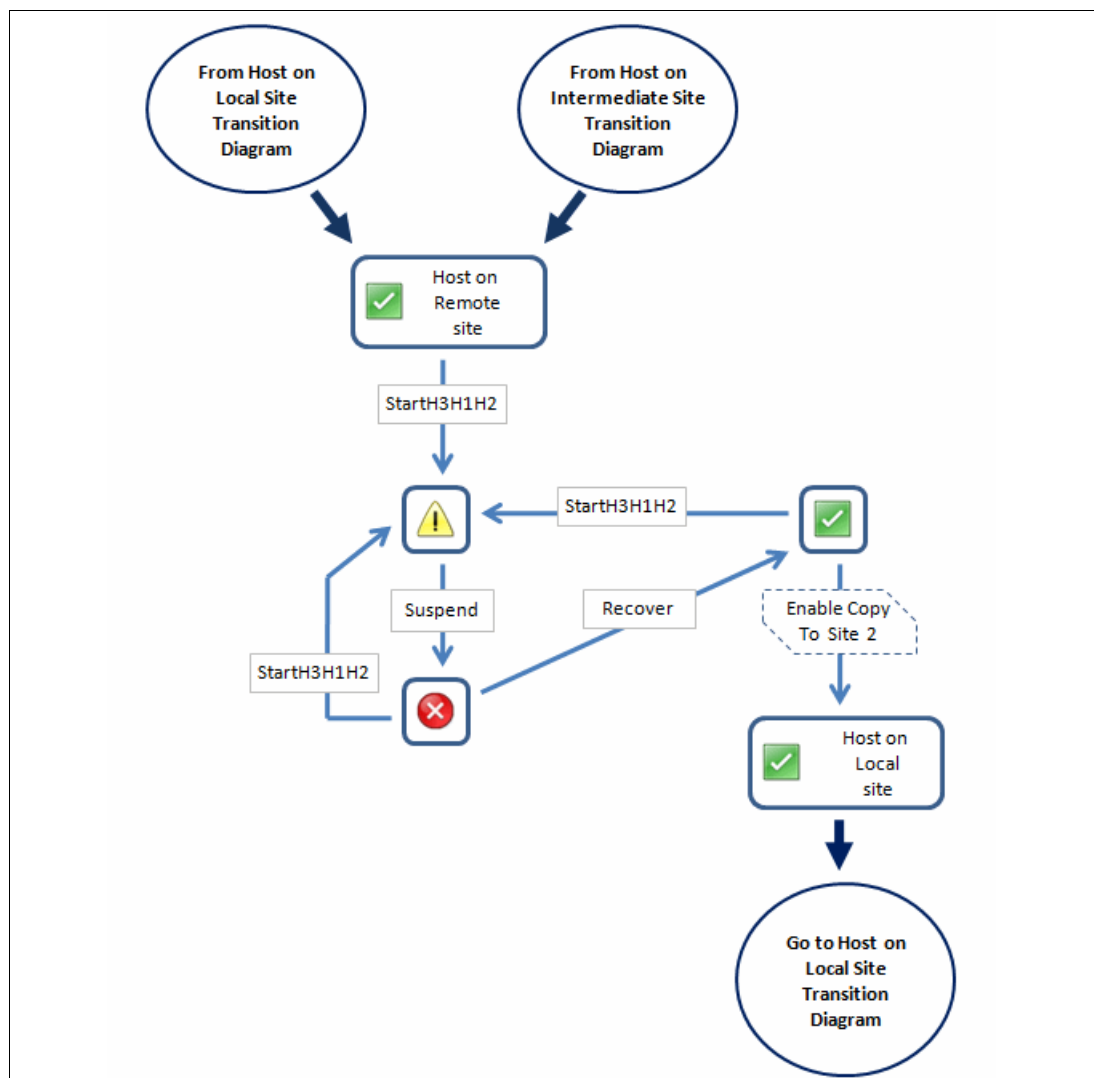 From Host on
Local Site
Transition
Diagram
From Host on
Intermediate Site
Transition
Diagram
Host on
Remote
site
StartH3H1H2
StartH3H1H2
Suspend
Recover
Enable Copy
To Site 2
StartH3H1H2
Host on
Local
site
Go to Host on
Local Site
Transition
Diagram